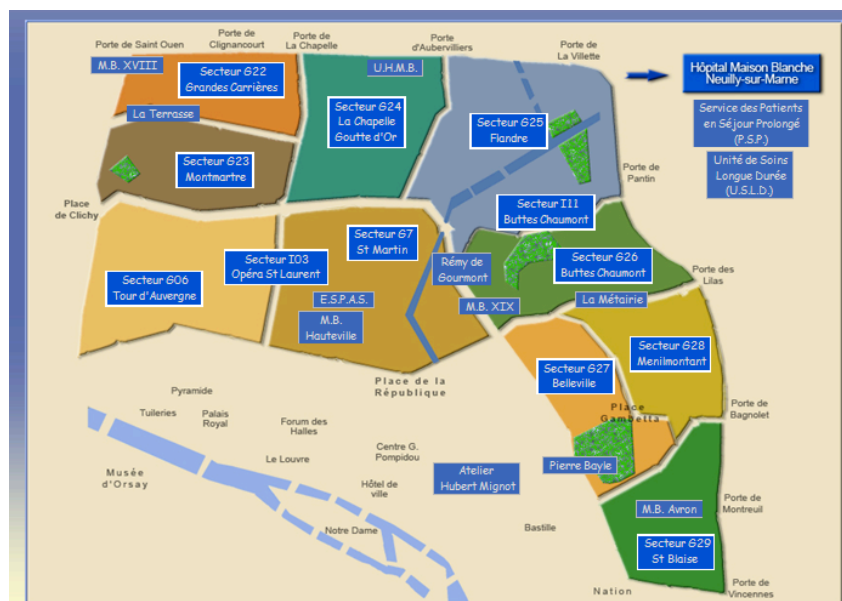 Porte de Saint Ouen
Porte de
Clignancourt
Porte de
La Chapelle
Porte
d'Aubervilliers
Porte de
La Villette
M.B. XVIII
Secteur G22
Grandes Carrières
U.H.M.B.
Hôpital Maison Blanche
Neuilly-sur-Marne
La Terrasse
Secteur G24
La Chapelle
Goutte d'Or
Secteur G25
Flandre
Service des Patients
en Séjour Prolongé
(P.S.P.)
Unité de Soins
Longue Durée
(U.S.L.D.)
Secteur G23
Montmartre
Porte de
Pantin
Place
de Clichy
Secteur I11
Buttes Chaumont
Secteur G7
St Martin
Secteur I03
Opéra St Laurent
Secteur G06
Tour d'Auvergne
Rémy de
Gourmont
Secteur G26
Buttes Chaumont
Porte des
Lilas
E.S.P.A.S.
M.B.
Hauteville
M.B. XIX
La Métairie
Secteur G28
Menilmontant
Secteur G27
Belleville
Place de la
République
Place
Gambetta
Porte de
Bagnolet
Pyramide
Tuileries
Palais
Royal
Forum des
Halles
Centre G.
Pompidou
Le Louvre
Musée
d'Orsay
Hôtel de
ville
Atelier
Hubert Mignot
Pierre Bayle
Notre Dame
Bastille
M.B. Avron
Porte de
Montreuil
Secteur G29
St Blaise
Nation
Porte de
Vincennes